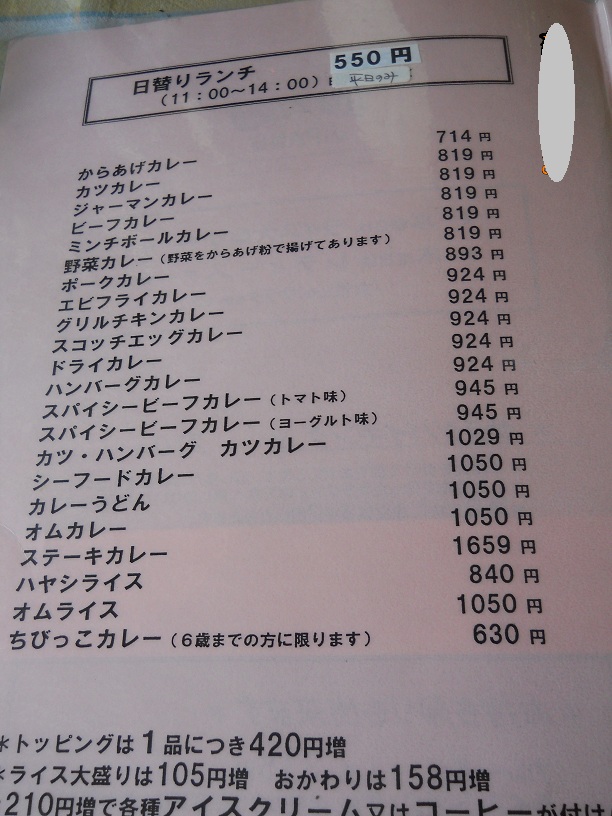 日替りランチ 550円
（11：00〜14：00） 平日のみ
からあげカレー 714円
カツカレー 819円
ジャーマンカレー 819円
ビーフカレー 819円
ミンチボールカレー 819円
野菜カレー（野菜をからあげ粉で揚げてあります） 819円
ポークカレー 893円
エビフライカレー 924円
グリルチキンカレー 924円
スコッチエッグカレー 924円
ドライカレー 924円
ハンバーグカレー 924円
スパイシービーフカレー（トマト味） 945円
スパイシービーフカレー（ヨーグルト味） 945円
カツ・ハンバーグ　カツカレー 1029円
シーフードカレー 1050円
カレーうどん 1050円
オムカレー 1050円
ステーキカレー 1659円
ハヤシライス 840円
オムライス 1050円
ちびっこカレー（6歳までの方に限ります） 630円
＊トッピングは1品につき420円増
＊ライス大盛りは105円増　おかわりは158円増
210円増で各種アイスクリーム又はコーヒーが付け